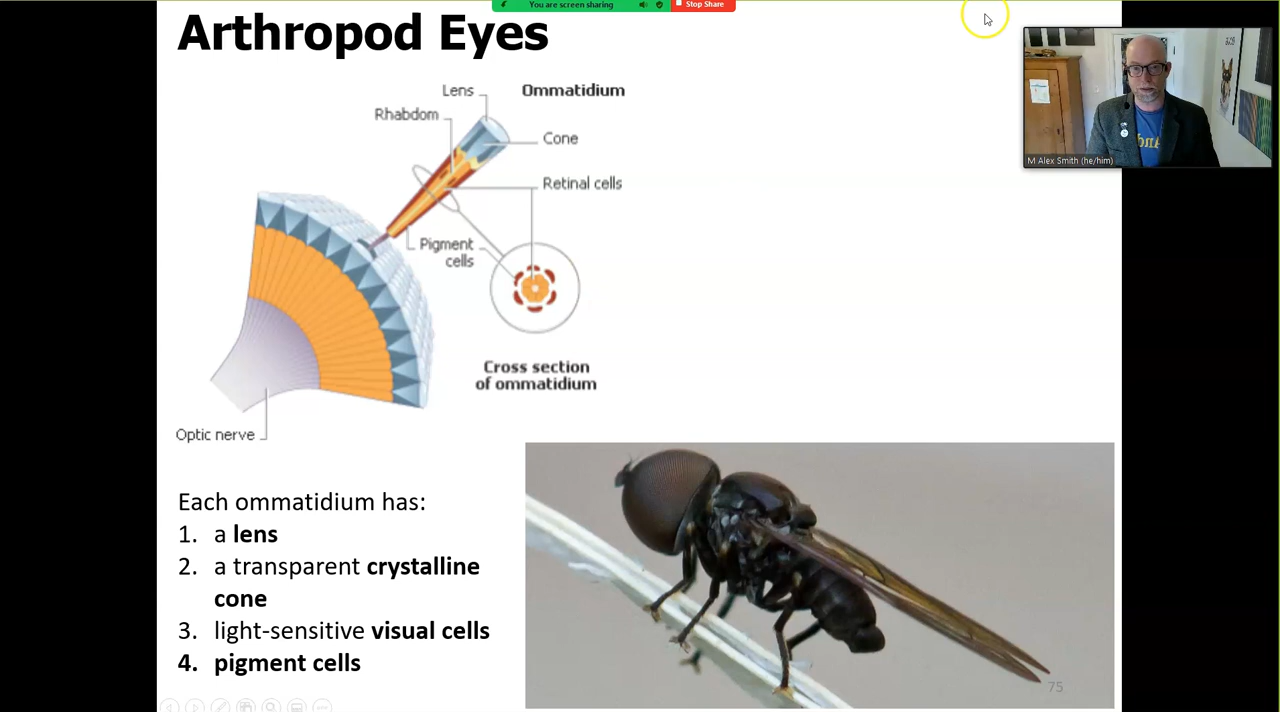 You are screen sharing
Stop Share
Arthropod Eyes
Lens
Ommatidium
Rhabdom
Cone
Retinal cells
Pigment
cells
Cross section
of ommatidium
Optic nerve
Each ommatidium has:
1. a lens
2. a transparent crystalline
cone
3. light-sensitive visual cells
4. pigment cells
75
M Alex Smith (he/him)